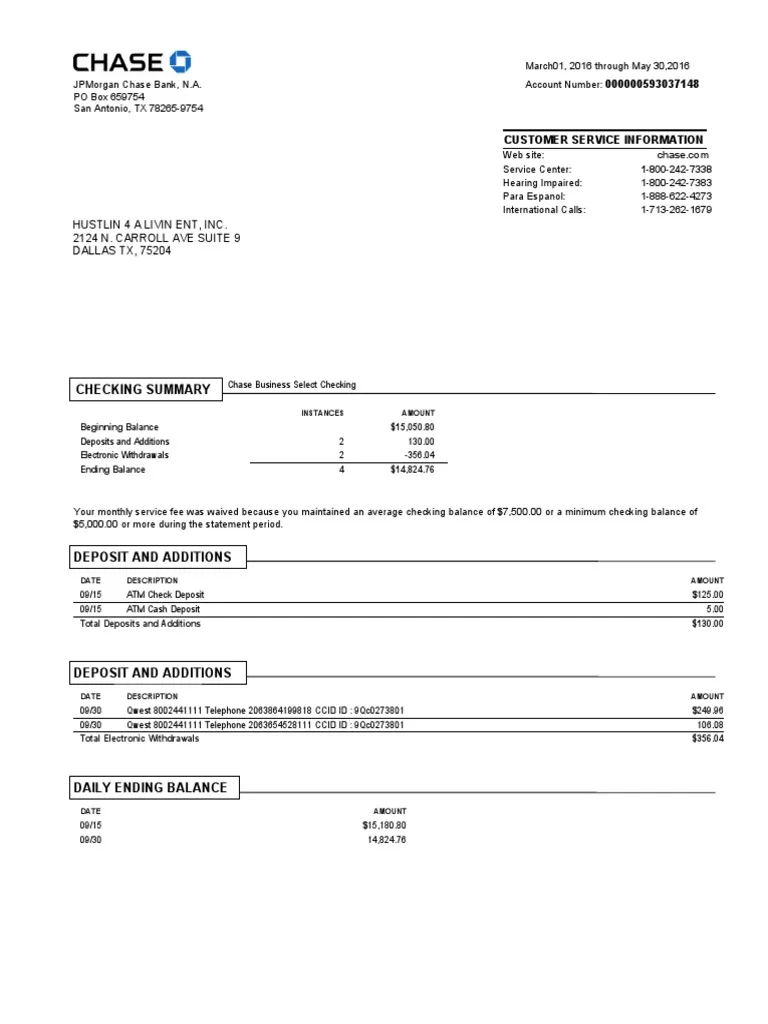 CHASE
JPMorgan Chase Bank, N.A.
PO Box 659754
San Antonio, TX 78265-9754
March01, 2016 through May 30,2016
Account Number: 000000593037148
CUSTOMER SERVICE INFORMATION
Web site: chase.com
Service Center: 1-800-242-7338
Hearing Impaired: 1-800-242-7383
Para Espanol: 1-888-622-4273
International Calls: 1-713-262-1679
HUSTLIN 4 A LIVIN ENT, INC.
2124 N. CARROLL AVE SUITE 9
DALLAS TX, 75204
CHECKING SUMMARY Chase Business Select Checking
INSTANCES AMOUNT
Beginning Balance $15,050.80
Deposits and Additions 2 130.00
Electronic Withdrawals 2 -356.04
Ending Balance 4 $14,824.76
Your monthly service fee was waived because you maintained an average checking balance of $7,500.00 or a minimum checking balance of
$5,000.00 or more during the statement period.
DEPOSIT AND ADDITIONS
DATE DESCRIPTION AMOUNT
09/15 ATM Check Deposit $125.00
09/15 ATM Cash Deposit 5.00
Total Deposits and Additions $130.00
DEPOSIT AND ADDITIONS
DATE DESCRIPTION AMOUNT
09/30 Qwest 8002441111 Telephone 2063864199818 CCID ID : 9Qc0273801 $249.96
09/30 Qwest 8002441111 Telephone 2063654528111 CCID ID : 9Qc0273801 106.08
Total Electronic Withdrawals $356.04
DAILY ENDING BALANCE
DATE AMOUNT
09/15 $15,180.80
09/30 14,824.76